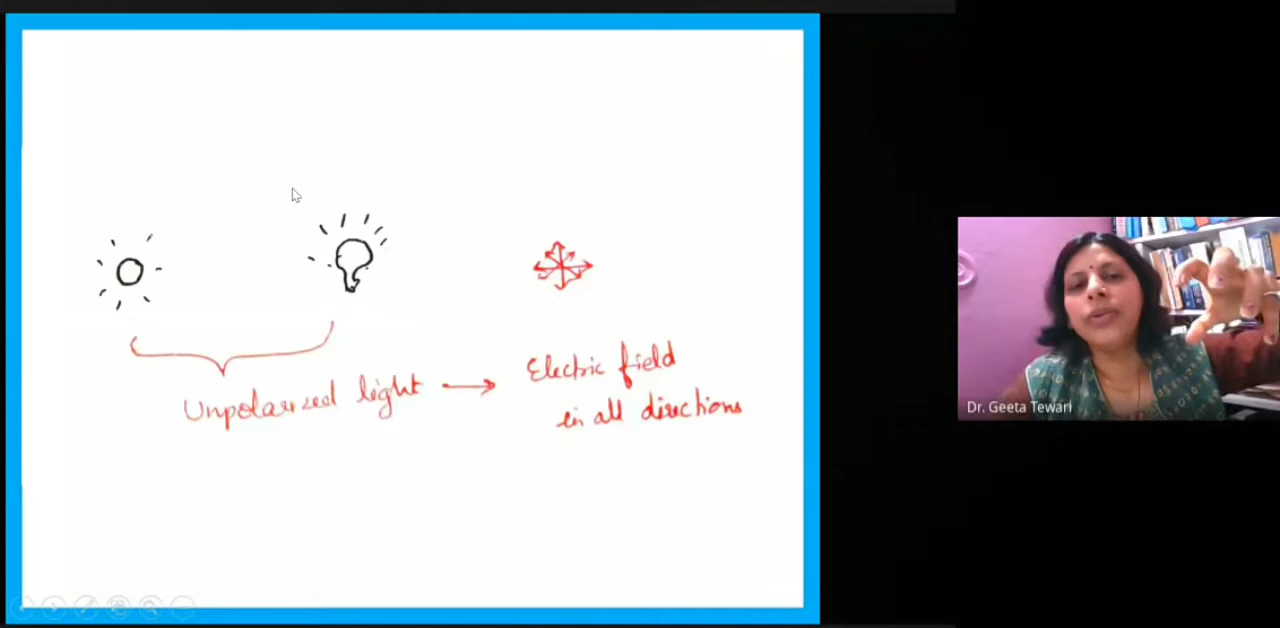 Unpolarized light → Electric field
in all directions
Dr. Geeta Tewari